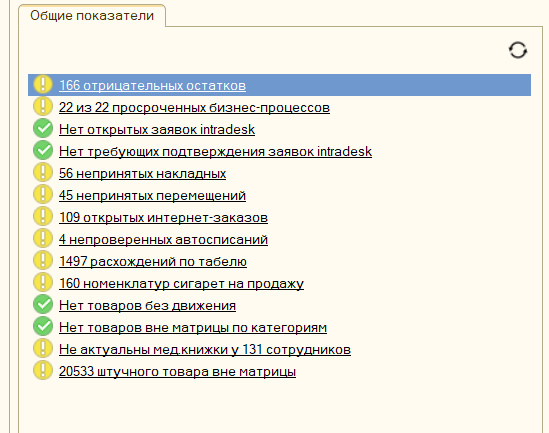 Общие показатели
166 отрицательных остатков
22 из 22 просроченных бизнес-процессов
Нет открытых заявок intradesk
Нет требующих подтверждения заявок intradesk
56 непринятых накладных
45 непринятых перемещений
109 открытых интернет-заказов
4 непроверенных автосписаний
1497 расхождений по табелю
160 номенклатур сигарет на продажу
Нет товаров без движения
Нет товаров вне матрицы по категориям
Не актуальны мед.книжки у 131 сотрудников
20533 штучного товара вне матрицы